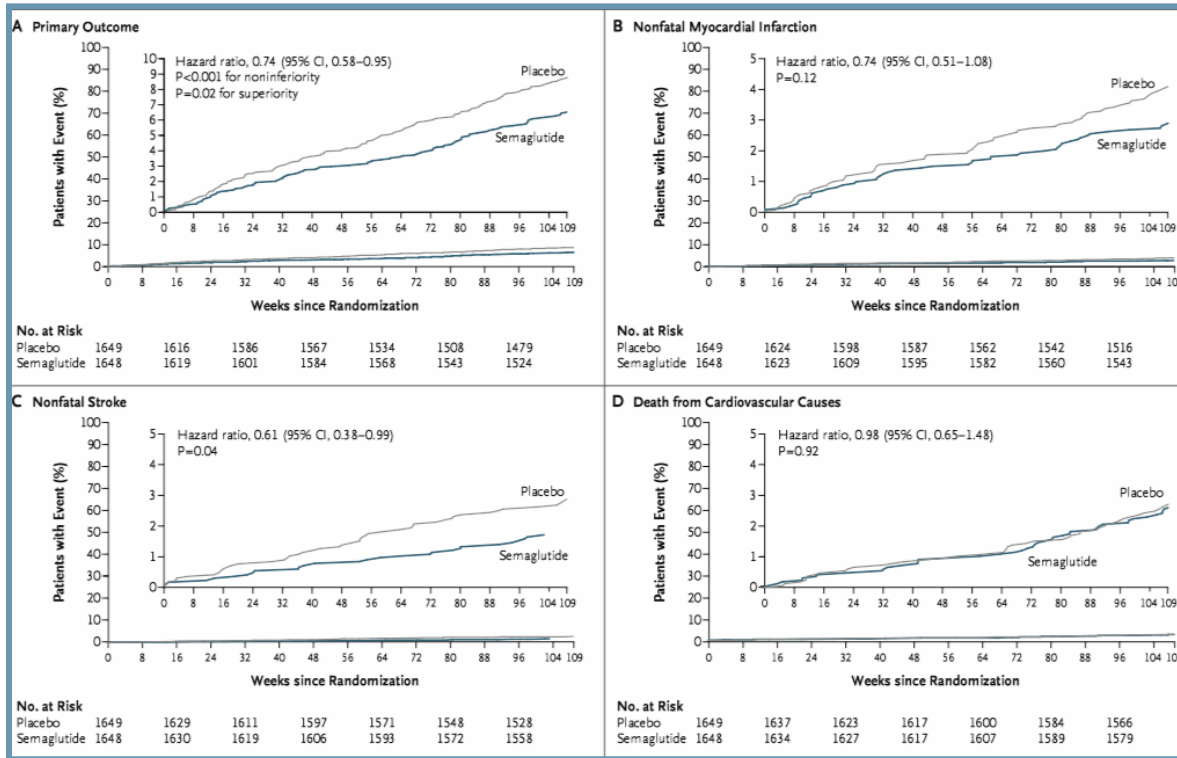 A Primary Outcome
Patients with Event (%)
100
90
80
70
60
50
40
30
20
10
0
10
9
8
7
6
5
4
3
2
1
0
Hazard ratio, 0.74 (95% CI, 0.58–0.95)
P<0.001 for noninferiority
P=0.02 for superiority
Placebo
Semaglutide
0 8 16 24 32 40 48 56 64 72 80 88 96 104 109
0 8 16 24 32 40 48 56 64 72 80 88 96 104 109
Weeks since Randomization
No. at Risk
Placebo 1649 1616 1586 1567 1534 1508 1479
Semaglutide 1648 1619 1601 1584 1568 1543 1524
B Nonfatal Myocardial Infarction
Patients with Event (%)
100
90
80
70
60
50
40
30
20
10
0
5
4
3
2
1
0
Hazard ratio, 0.74 (95% CI, 0.51–1.08)
P=0.12
Placebo
Semaglutide
0 8 16 24 32 40 48 56 64 72 80 88 96 104 109
0 8 16 24 32 40 48 56 64 72 80 88 96 104 10
Weeks since Randomization
No. at Risk
Placebo 1649 1624 1598 1587 1562 1542 1516
Semaglutide 1648 1623 1609 1595 1582 1560 1543
C Nonfatal Stroke
Patients with Event (%)
100
90
80
70
60
50
40
30
20
10
0
5
4
3
2
1
0
Hazard ratio, 0.61 (95% CI, 0.38–0.99)
P=0.04
Placebo
Semaglutide
0 8 16 24 32 40 48 56 64 72 80 88 96 104 109
0 8 16 24 32 40 48 56 64 72 80 88 96 104 109
Weeks since Randomization
No. at Risk
Placebo 1649 1629 1611 1597 1571 1548 1528
Semaglutide 1648 1630 1619 1606 1593 1572 1558
D Death from Cardiovascular Causes
Patients with Event (%)
100
90
80
70
60
50
40
30
20
10
0
5
4
3
2
1
0
Hazard ratio, 0.98 (95% CI, 0.65–1.48)
P=0.92
Placebo
Semaglutide
0 8 16 24 32 40 48 56 64 72 80 88 96 104 109
0 8 16 24 32 40 48 56 64 72 80 88 96 104 10
Weeks since Randomization
No. at Risk
Placebo 1649 1637 1623 1617 1600 1584 1566
Semaglutide 1648 1634 1627 1617 1607 1589 1579